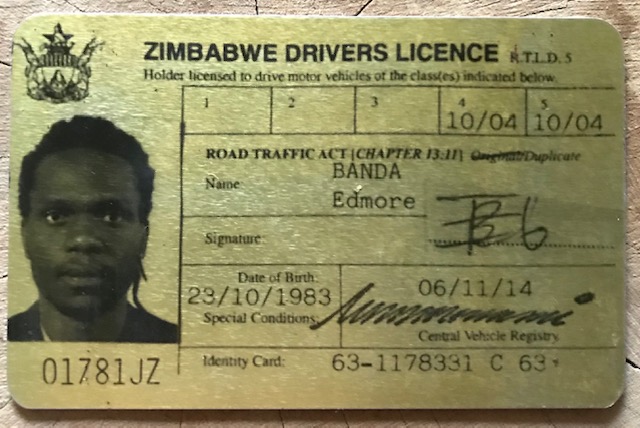 ZIMBABWE DRIVERS LICENCE R.T.L.D. 5
Holder licensed to drive motor vehicles of the class(es) indicated below.
1 2 3 4 5
10/04 10/04
ROAD TRAFFIC ACT [CHAPTER 13:11] Original/Duplicate
Name BANDA
Edmore
Signature:
Date of Birth:
23/10/1983 06/11/14
Special Conditions:
Central Vehicle Registry
01781JZ Identity Card: 63-1178331 C 63